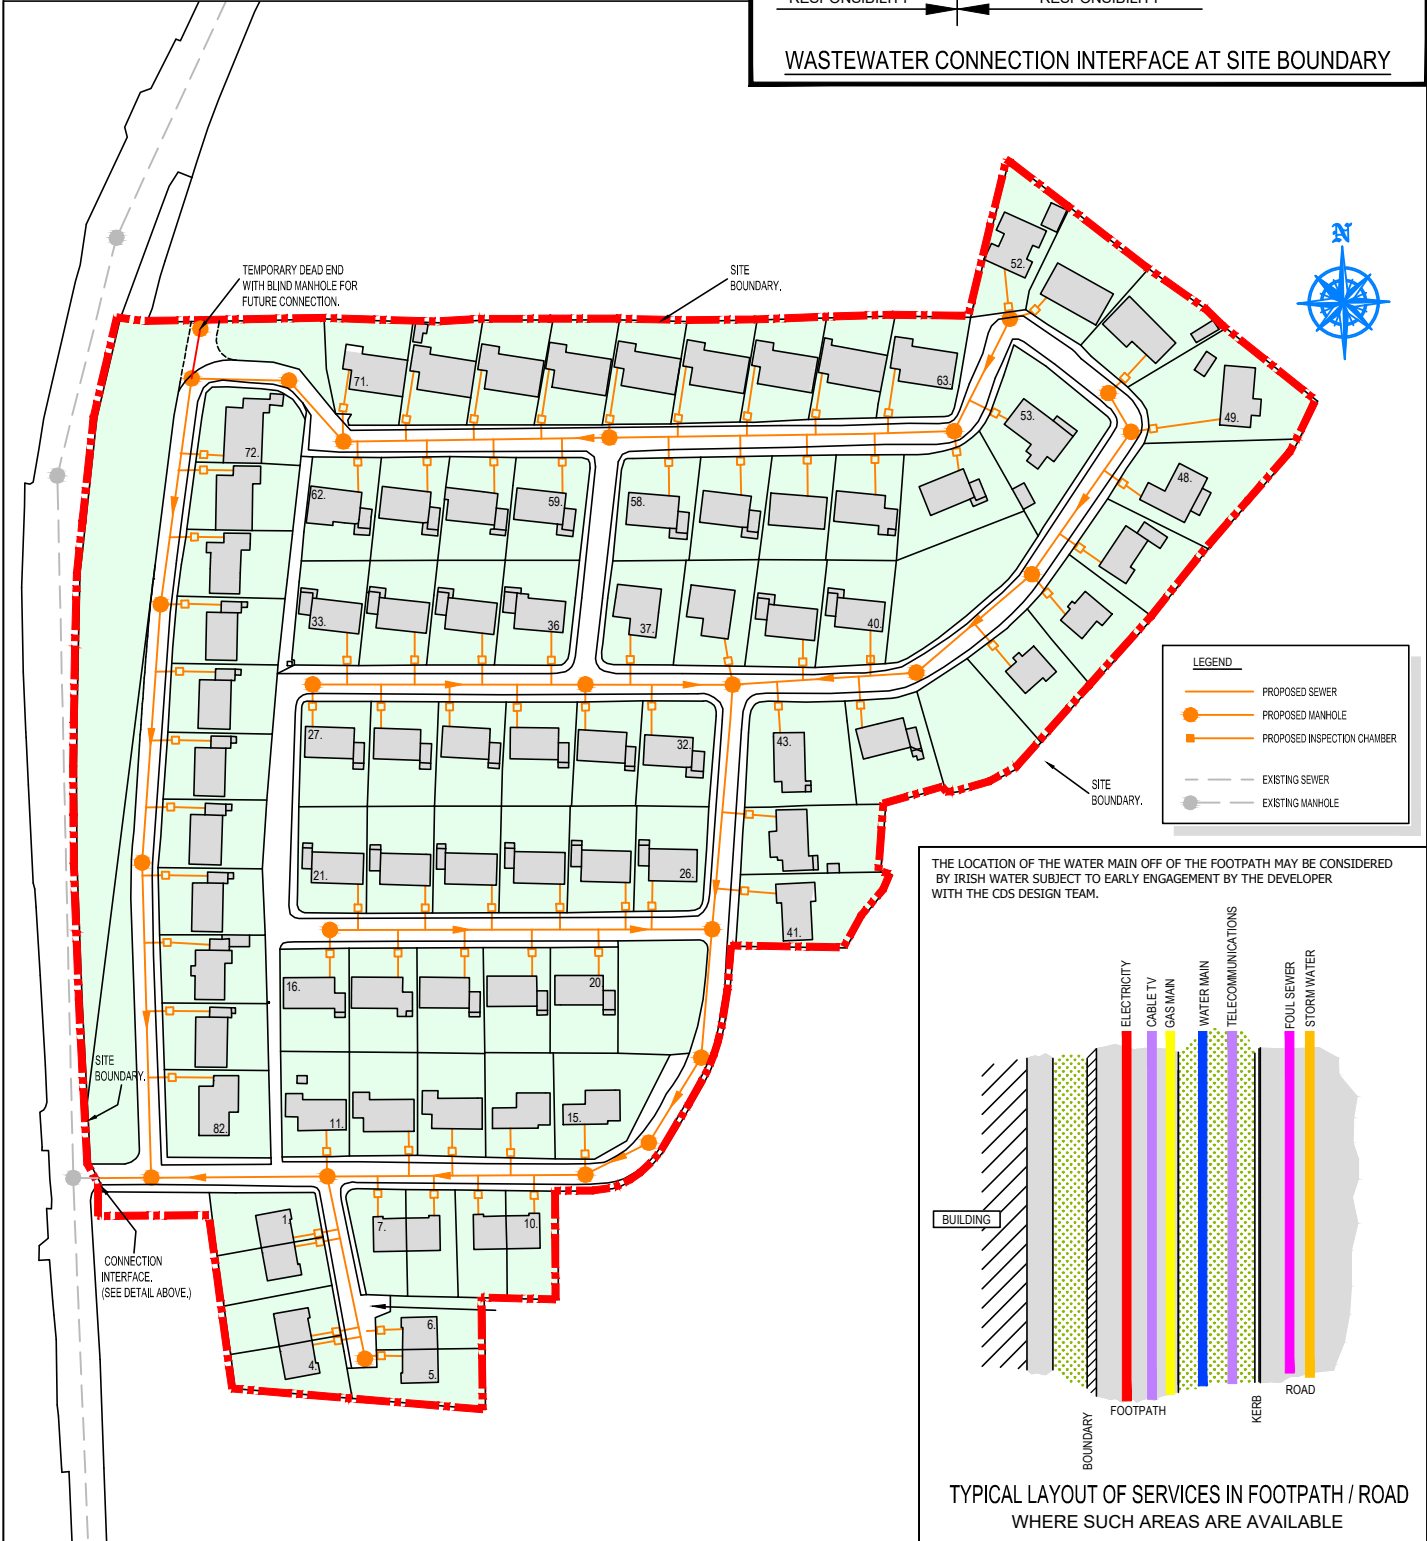 RESPONSIBILITY
RESPONSIBILITY
WASTEWATER CONNECTION INTERFACE AT SITE BOUNDARY
N
TEMPORARY DEAD END
WITH BLIND MANHOLE FOR
FUTURE CONNECTION.
SITE
BOUNDARY.
52.
71.
63.
53.
49.
72.
62.
59.
58.
48.
33.
36
37.
40.
27.
32.
43.
21.
26.
41.
16.
20.
11.
15.
82.
1.
7.
10.
6.
4.
5.
LEGEND
PROPOSED SEWER
PROPOSED MANHOLE
PROPOSED INSPECTION CHAMBER
EXISTING SEWER
EXISTING MANHOLE
SITE
BOUNDARY.
SITE
BOUNDARY.
CONNECTION
INTERFACE.
(SEE DETAIL ABOVE.)
THE LOCATION OF THE WATER MAIN OFF OF THE FOOTPATH MAY BE CONSIDERED
BY IRISH WATER SUBJECT TO EARLY ENGAGEMENT BY THE DEVELOPER
WITH THE CDS DESIGN TEAM.
ELECTRICITY
CABLE TV
GAS MAIN
WATER MAIN
TELECOMMUNICATIONS
FOUL SEWER
STORM WATER
BUILDING
BOUNDARY
FOOTPATH
KERB
ROAD
TYPICAL LAYOUT OF SERVICES IN FOOTPATH / ROAD
WHERE SUCH AREAS ARE AVAILABLE